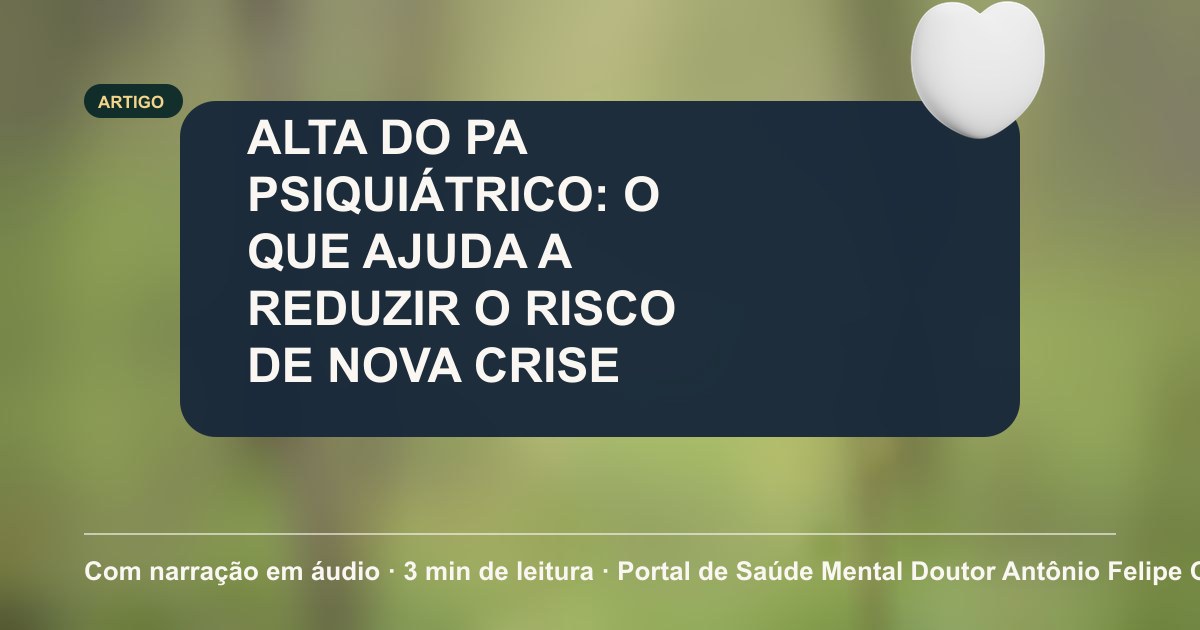 ARTIGO
ALTA DO PA
PSIQUIÁTRICO: O
QUE AJUDA A
REDUZIR O RISCO
DE NOVA CRISE
Com narração em áudio · 3 min de leitura · Portal de Saúde Mental Doutor Antônio Felipe